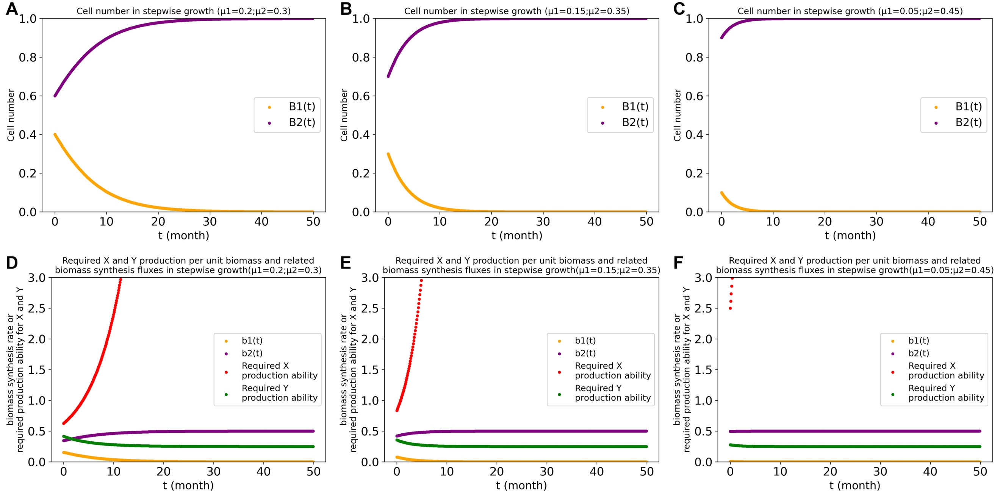 A
Cell number in stepwise growth (μ1=0.2;μ2=0.3)
1.0
0.8
0.6
0.4
0.2
0.0
Cell number
B1(t)
B2(t)
0 10 20 30 40 50
t (month)
B
Cell number in stepwise growth (μ1=0.15;μ2=0.35)
1.0
0.8
0.6
0.4
0.2
0.0
Cell number
B1(t)
B2(t)
0 10 20 30 40 50
t (month)
C
Cell number in stepwise growth (μ1=0.05;μ2=0.45)
1.0
0.8
0.6
0.4
0.2
0.0
Cell number
B1(t)
B2(t)
0 10 20 30 40 50
t (month)
D
Required X and Y production per unit biomass and related
biomass synthesis fluxes in stepwise growth(μ1=0.2;μ2=0.3)
3.0
2.5
2.0
1.5
1.0
0.5
0.0
biomass synthesis rate or
required production ability for X and Y
b1(t)
b2(t)
Required X
production ability
Required Y
production ability
0 10 20 30 40 50
t (month)
E
Required X and Y production per unit biomass and related
biomass synthesis fluxes in stepwise growth(μ1=0.15;μ2=0.35)
3.0
2.5
2.0
1.5
1.0
0.5
0.0
biomass synthesis rate or
required production ability for X and Y
b1(t)
b2(t)
Required X
production ability
Required Y
production ability
0 10 20 30 40 50
t (month)
F
Required X and Y production per unit biomass and related
biomass synthesis fluxes in stepwise growth(μ1=0.05;μ2=0.45)
3.0
2.5
2.0
1.5
1.0
0.5
0.0
biomass synthesis rate or
required production ability for X and Y
b1(t)
b2(t)
Required X
production ability
Required Y
production ability
0 10 20 30 40 50
t (month)